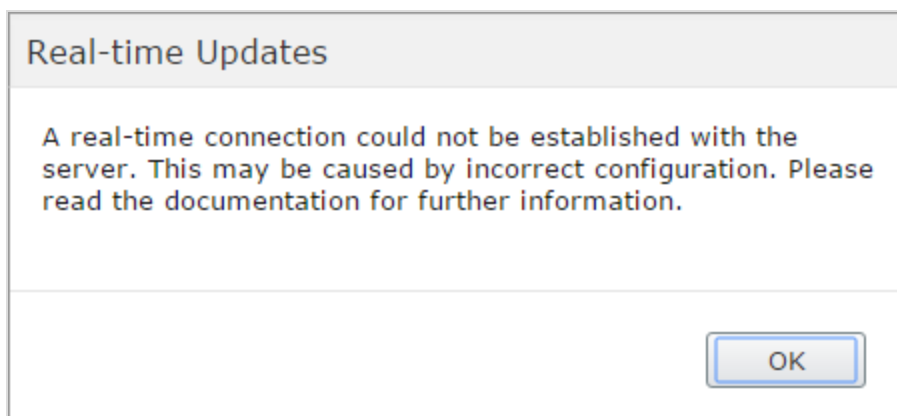 Real-time Updates
A real-time connection could not be established with the
server. This may be caused by incorrect configuration. Please
read the documentation for further information.
OK